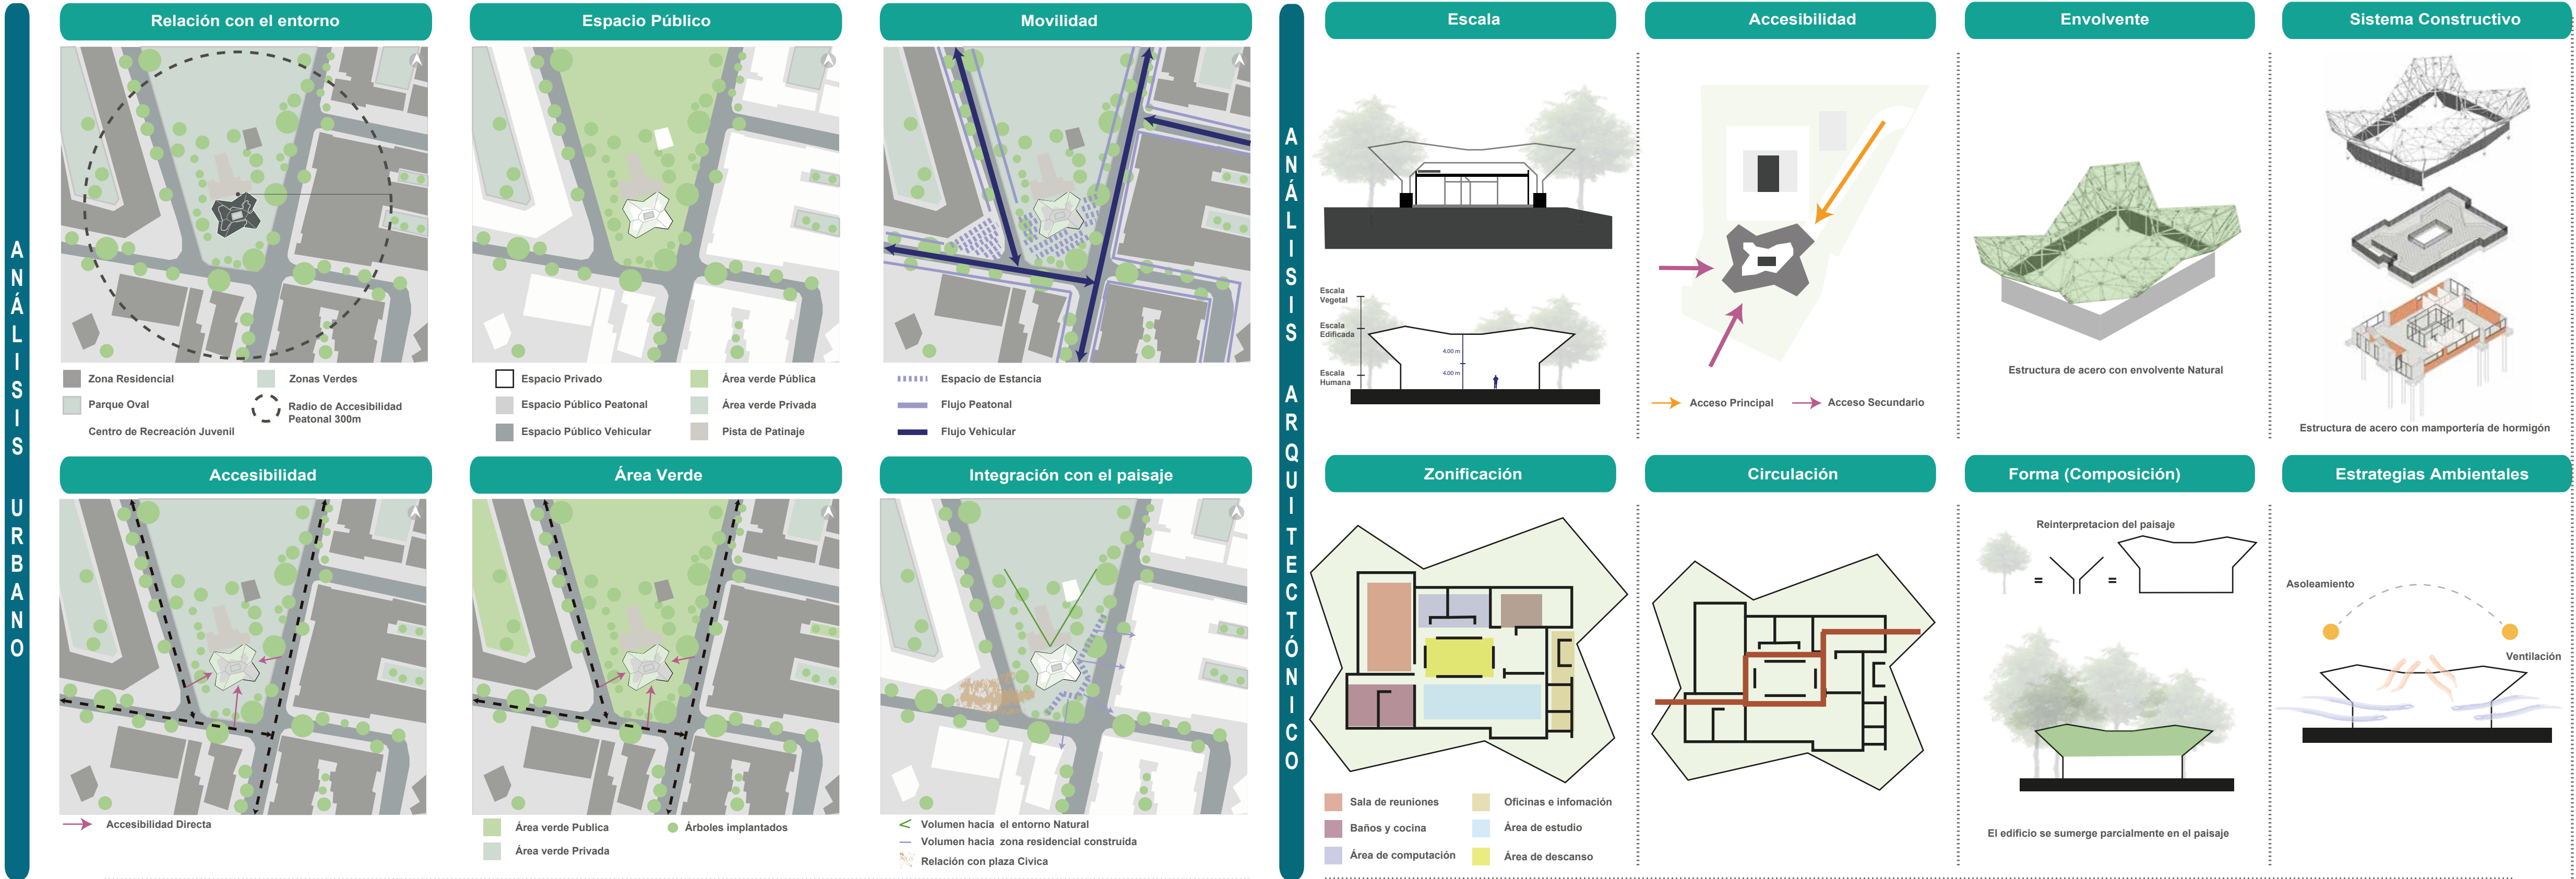 ANÁLISIS URBANO
Relación con el entorno
Zona Residencial
Zonas Verdes
Parque Oval
Radio de Accesibilidad
Peatonal 300m
Centro de Recreación Juvenil
Espacio Público
Espacio Privado
Área verde Pública
Espacio Público Peatonal
Área verde Privada
Espacio Público Vehicular
Pista de Patinaje
Movilidad
Espacio de Estancia
Flujo Peatonal
Flujo Vehicular
Accesibilidad
Accesibilidad Directa
Área Verde
Área verde Publica
Árboles implantados
Área verde Privada
Integración con el paisaje
Volumen hacia el entorno Natural
Volumen hacia zona residencial construida
Relación con plaza Civica
ANÁLISIS ARQUITECTÓNICO
Escala
Escala
Vegetal
Escala
Edificada
4.00 m
4.00 m
Escala
Humana
Accesibilidad
Acceso Principal
Acceso Secundario
Envolvente
Estructura de acero con envolvente Natural
Sistema Constructivo
Estructura de acero con mamportería de hormigón
Zonificación
Sala de reuniones
Oficinas e infomación
Baños y cocina
Área de estudio
Área de computación
Área de descanso
Circulación
Forma (Composición)
Reinterpretacion del paisaje
=
=
El edificio se sumerge parcialmente en el paisaje
Estrategias Ambientales
Asoleamiento
Ventilación